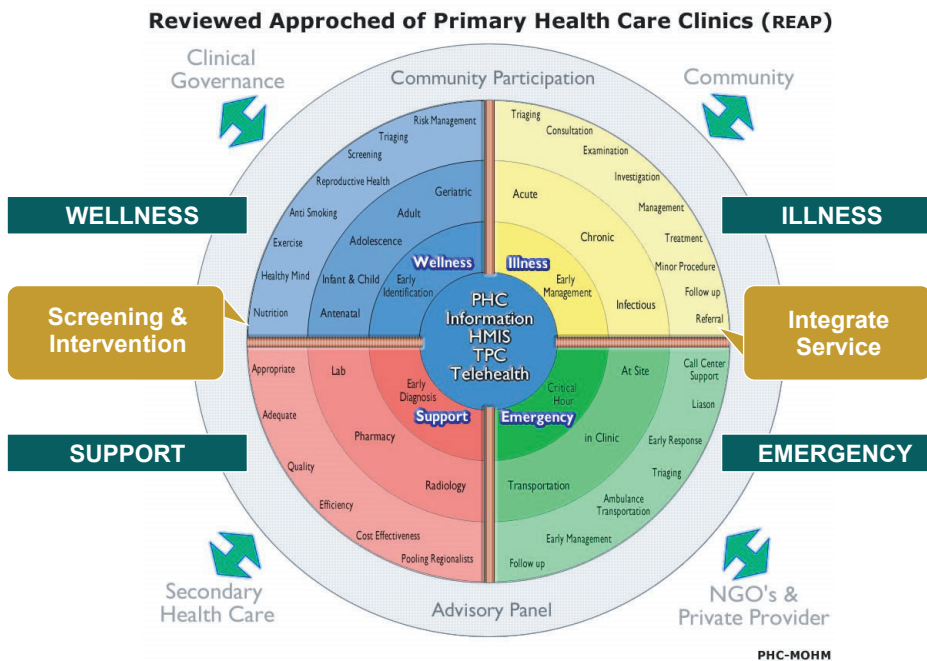 Reviewed Approched of Primary Health Care Clinics (REAP)
Clinical
Governance
Community Participation
Community
WELLNESS
ILLNESS
Risk Management
Triaging
Screening
Reproductive Health
Anti Smoking
Exercise
Healthy Mind
Nutrition
Geriatric
Adult
Adolescence
Infant & Child
Antenatal
Wellness
Early
Identification
Triaging
Consultation
Examination
Investigation
Management
Treatment
Minor Procedure
Follow up
Referral
Acute
Chronic
Infectious
Illness
Early
Management
Screening &
Intervention
Integrate
Service
PHC
Information
HMIS
TPC
Telehealth
SUPPORT
EMERGENCY
Appropriate
Adequate
Quality
Efficiency
Cost Effectiveness
Pooling Regionalists
Lab
Pharmacy
Radiology
Early
Diagnosis
Support
Critical
Hour
Emergency
At Site
in Clinic
Transportation
Call Center
Support
Liason
Early Response
Triaging
Ambulance
Transportation
Early Management
Follow up
Secondary
Health Care
Advisory Panel
NGO's &
Private Provider
PHC-MOHM